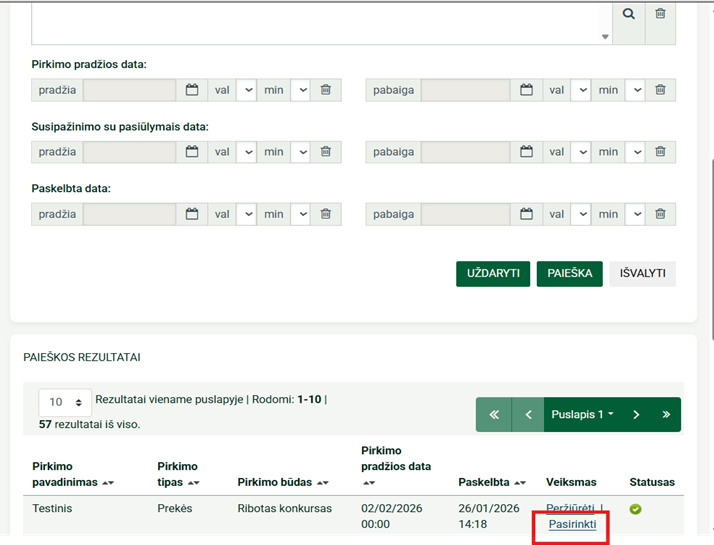 Pirkimo pradžios data:
pradžia val min pabaiga val min
Susipažinimo su pasiūlymais data:
pradžia val min pabaiga val min
Paskelbta data:
pradžia val min pabaiga val min
UŽDARYTI PAIEŠKA IŠVALYTI
PAIEŠKOS REZULTATAI
10 Rezultatai viename puslapyje | Rodomi: 1-10 |
57 rezultatai iš viso.
« ‹ Puslapis 1 › »
Pirkimo pavadinimas Pirkimo tipas Pirkimo būdas Pirkimo pradžios data Paskelbta Veiksmas Statusas
Testinis Prekės Ribotas konkursas 02/02/2026 26/01/2026 Peržiūrėti |
00:00 14:18 Pasirinkti